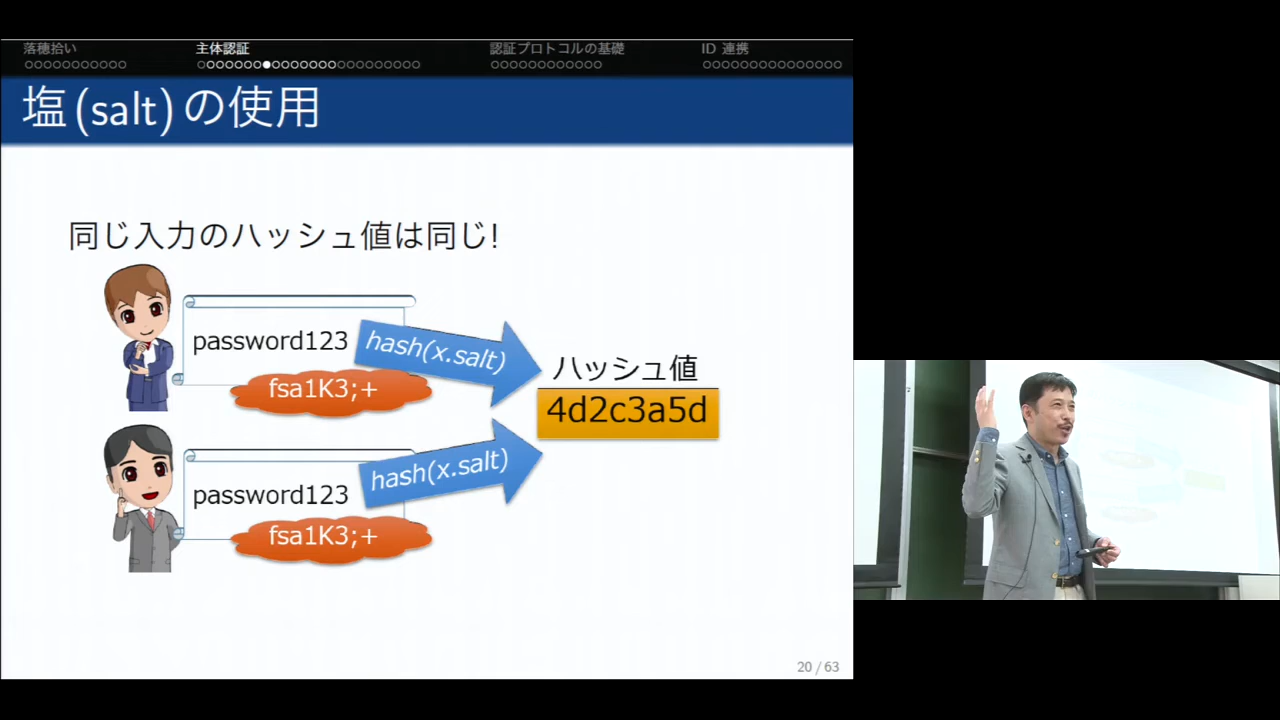 落穂拾い 主体認証 認証プロトコルの基礎 ID 連携
塩(salt)の使用
同じ入力のハッシュ値は同じ!
password123
hash(x.salt)
fsa1K3;+
ハッシュ値
4d2c3a5d
password123
hash(x.salt)
fsa1K3;+
20 / 63